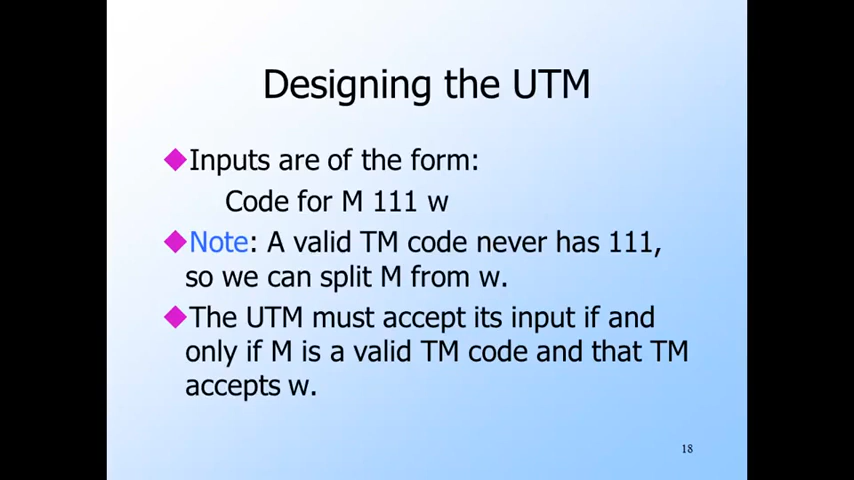 Designing the UTM
Inputs are of the form:
Code for M 111 w
Note: A valid TM code never has 111,
so we can split M from w.
The UTM must accept its input if and
only if M is a valid TM code and that TM
accepts w.
18